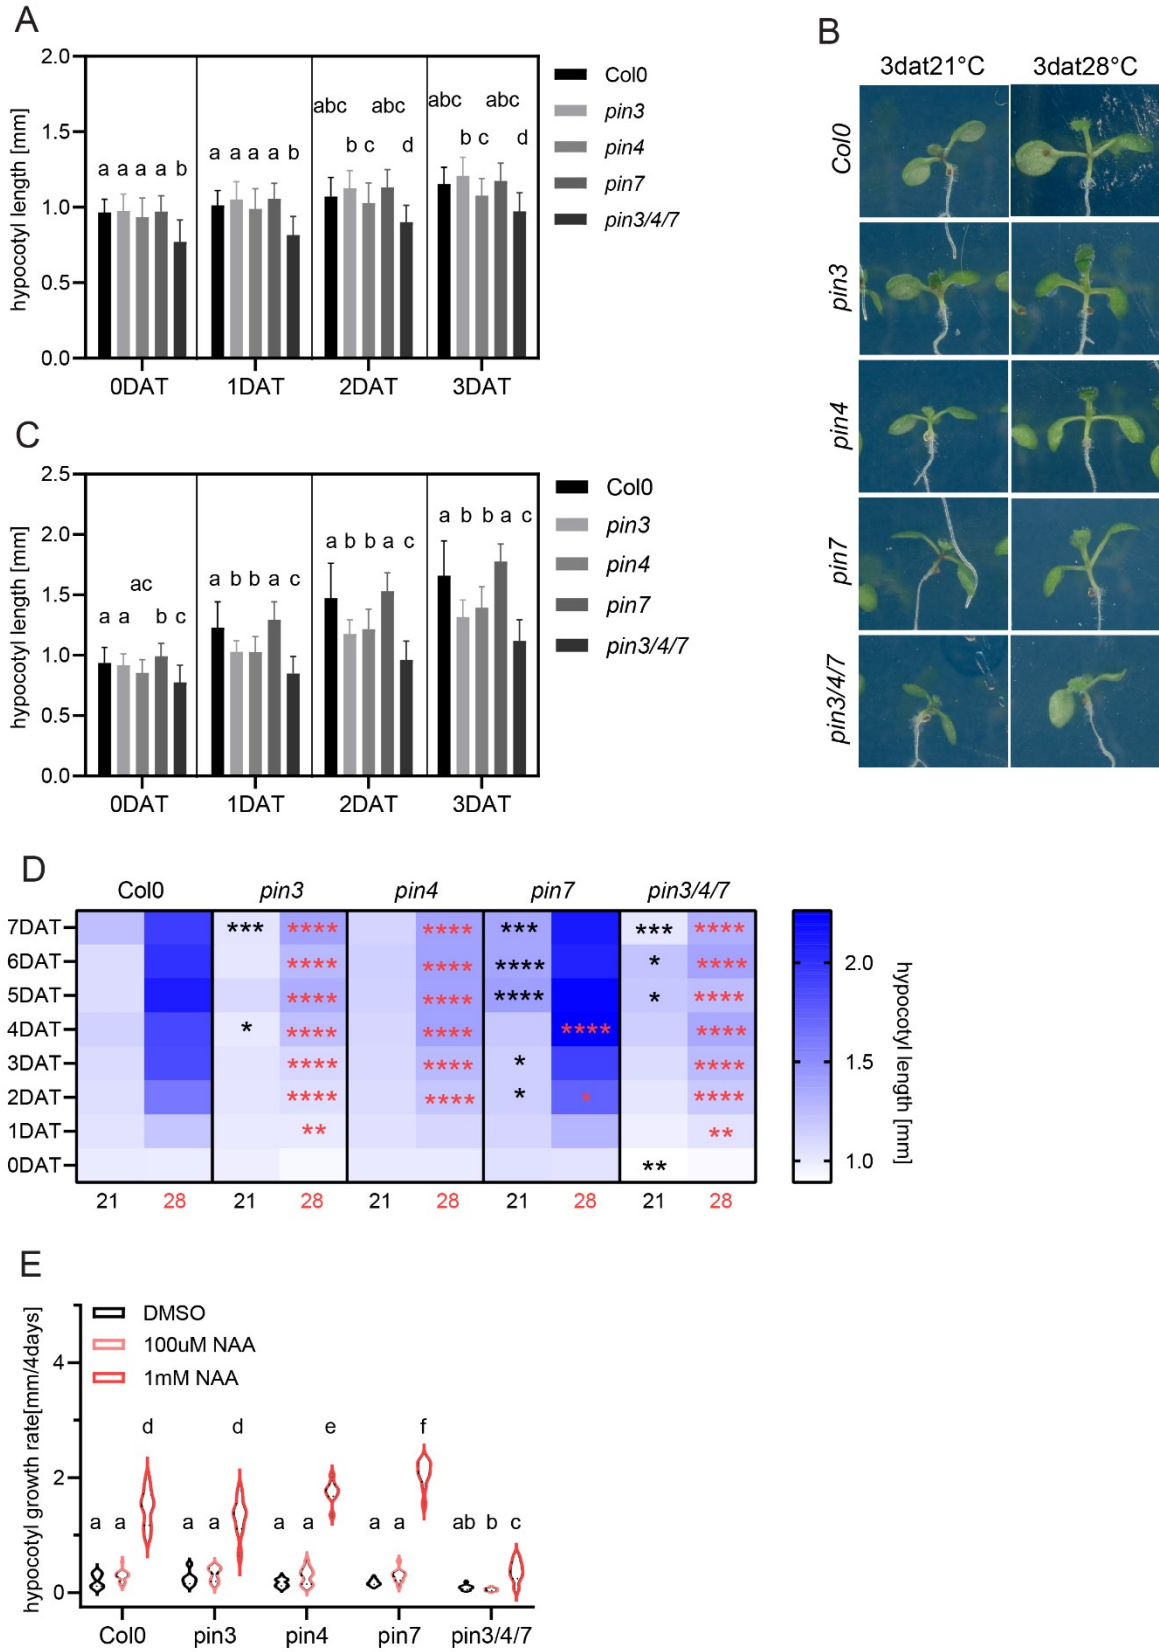 A
2.0
1.5
1.0
0.5
0.0
hypocotyl length [mm]
a a a a b
a a a a b
abc abc
b c d
abc abc
b c d
0DAT 1DAT 2DAT 3DAT
Col0
pin3
pin4
pin7
pin3/4/7
B
3dat21°C 3dat28°C
Col0
pin3
pin4
pin7
pin3/4/7
C
2.5
2.0
1.5
1.0
0.5
0.0
hypocotyl length [mm]
ac
a a b c
a b b a c
a b b a c
a b b a c
0DAT 1DAT 2DAT 3DAT
Col0
pin3
pin4
pin7
pin3/4/7
D
Col0 pin3 pin4 pin7 pin3/4/7
7DAT *** **** **** *** *** ****
6DAT **** **** **** * ****
5DAT **** **** **** * ****
4DAT * **** **** **** ****
3DAT **** **** * ****
2DAT **** **** * * ****
1DAT ** **
0DAT **
21 28 21 28 21 28 21 28 21 28
2.0
1.5
1.0
hypocotyl length [mm]
E
hypocotyl growth rate[mm/4days]
4
2
0
DMSO
100uM NAA
1mM NAA
d d e f
a a a a a a a a ab b c
Col0 pin3 pin4 pin7 pin3/4/7